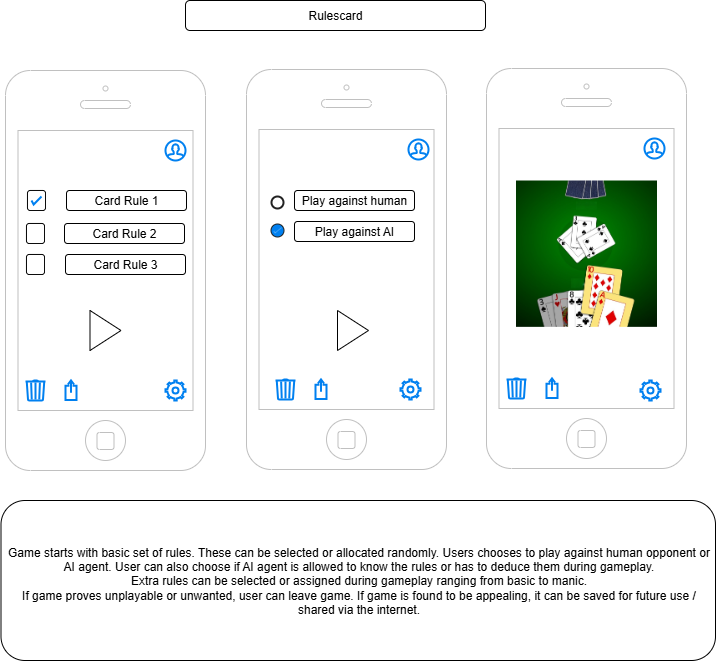 Rulescard
Card Rule 1
Card Rule 2
Card Rule 3
Play against human
Play against AI
Game starts with basic set of rules. These can be selected or allocated randomly. Users chooses to play against human opponent or
AI agent. User can also choose if AI agent is allowed to know the rules or has to deduce them during gameplay.
Extra rules can be selected or assigned during gameplay ranging from basic to manic.
If game proves unplayable or unwanted, user can leave game. If game is found to be appealing, it can be saved for future use /
shared via the internet.